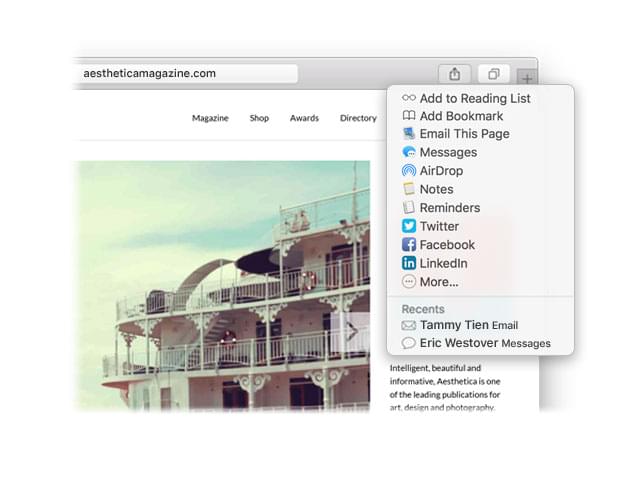 aestheticamagazine.com
Magazine Shop Awards Directory
Add to Reading List
Add Bookmark
Email This Page
Messages
AirDrop
Notes
Reminders
Twitter
Facebook
LinkedIn
More...
Recents
Tammy Tien Email
Eric Westover Messages
Intelligent, beautiful and
informative, Aesthetica is one
of the leading publications for
art, design and photography.